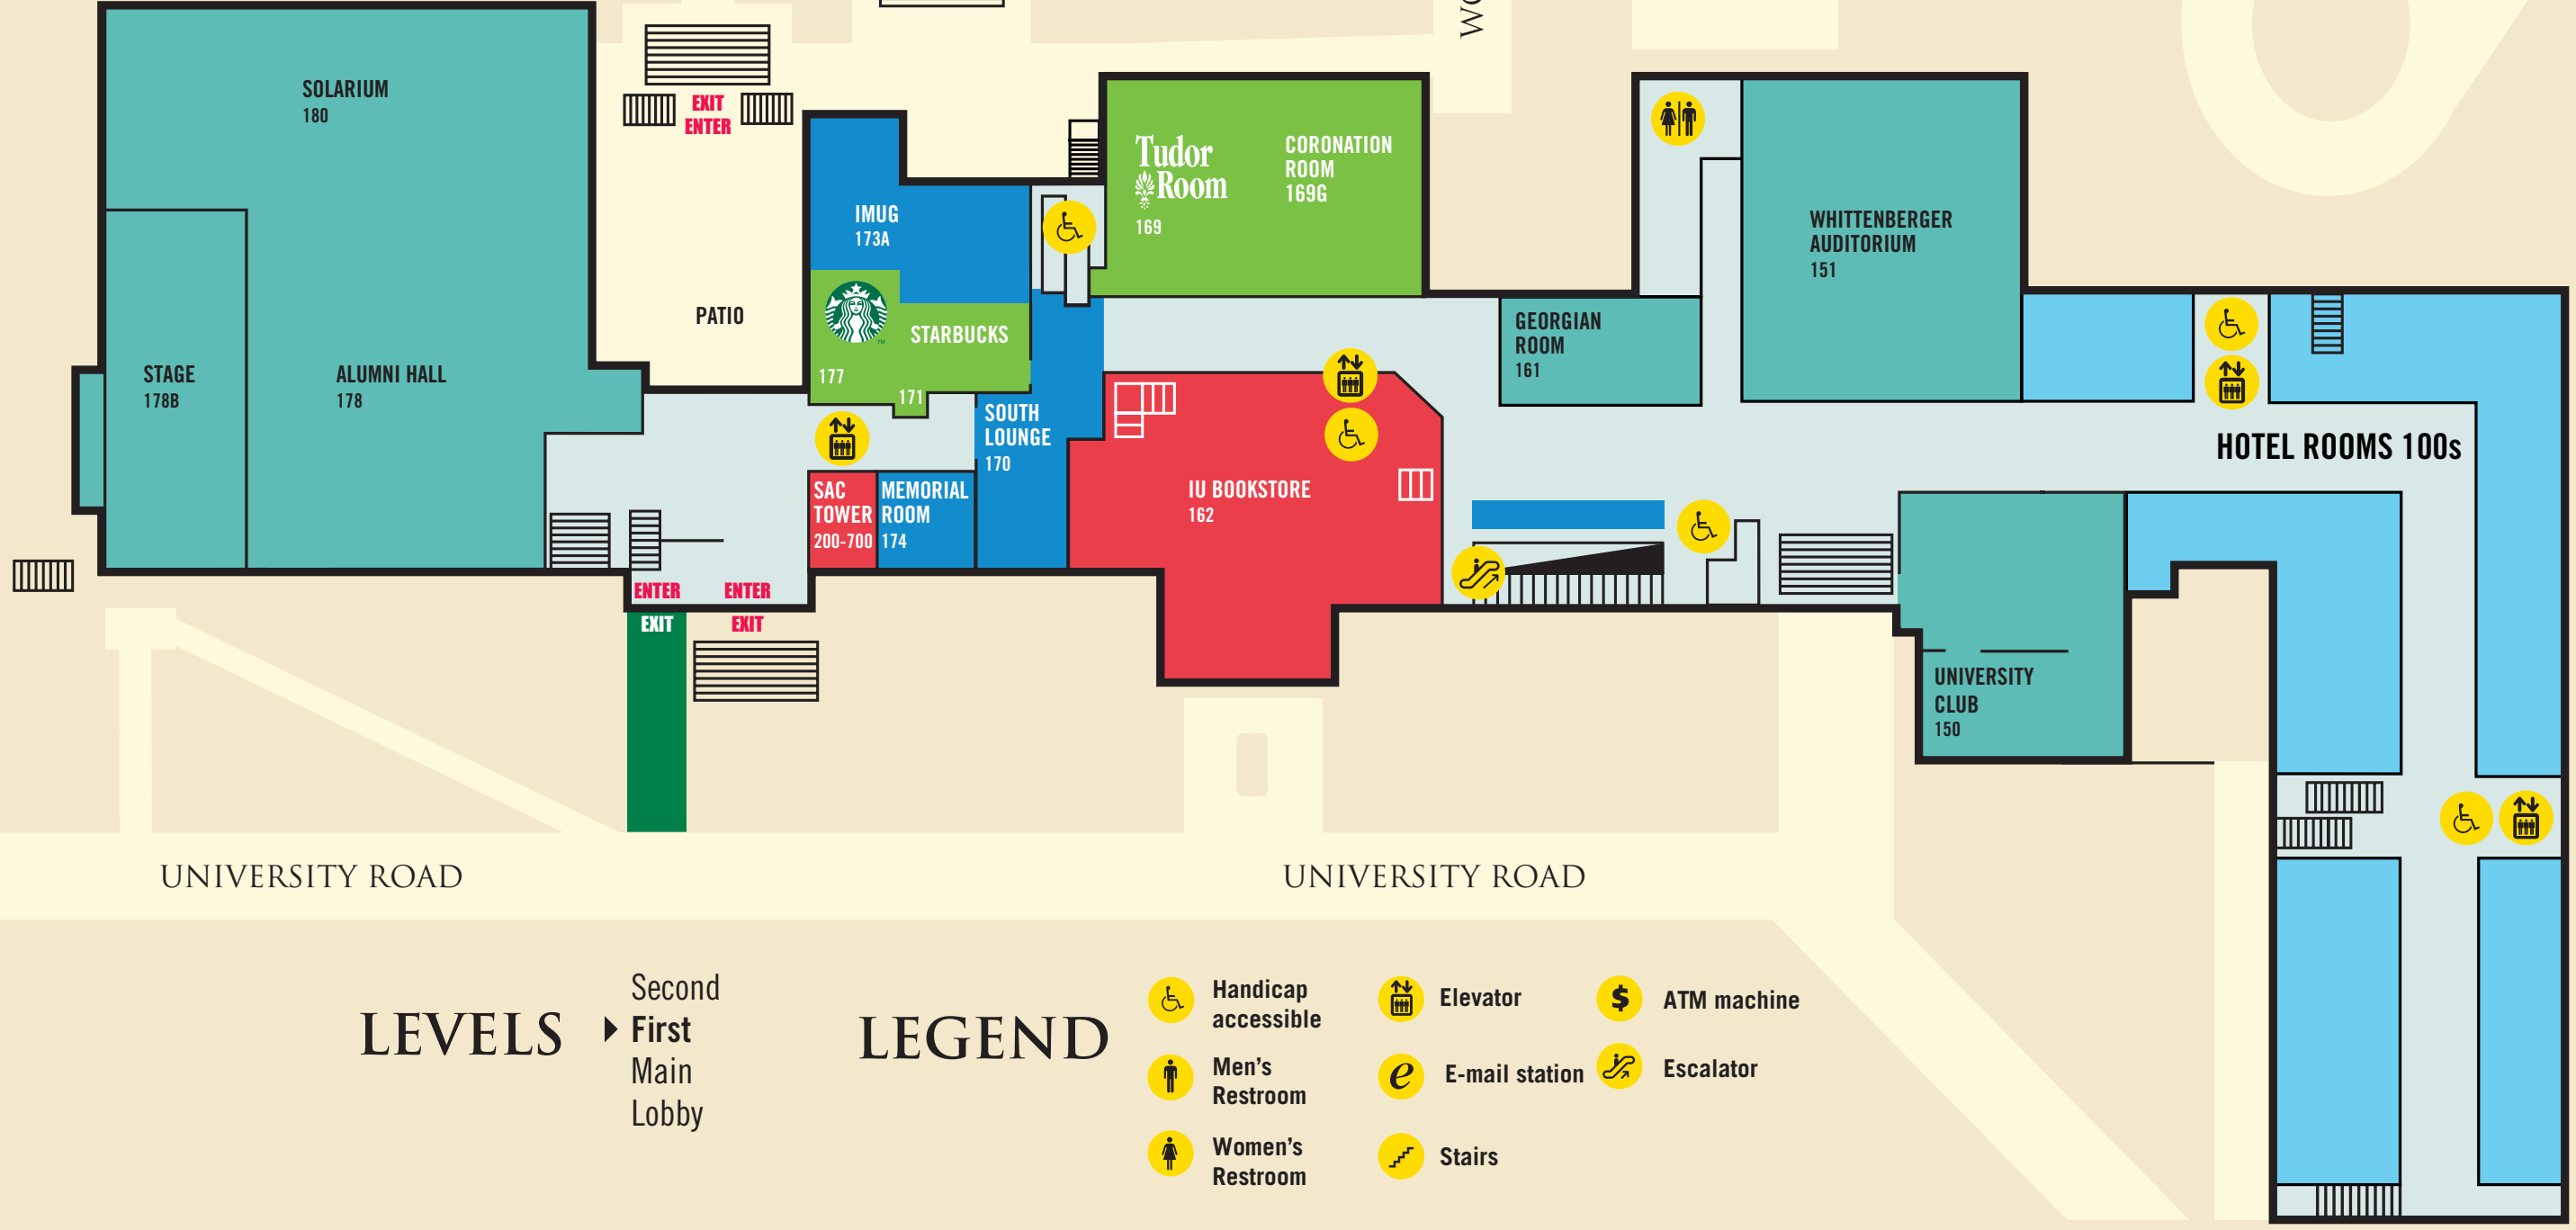 WO
SOLARIUM
180
EXIT
ENTER
PATIO
STAGE
178B
ALUMNI HALL
178
IMUG
173A
STARBUCKS
TM
177
171
SOUTH
LOUNGE
170
SAC
TOWER
200-700
MEMORIAL
ROOM
174
ENTER
ENTER
EXIT
EXIT
Tudor
Room
169
CORONATION
ROOM
169G
IU BOOKSTORE
162
GEORGIAN
ROOM
161
WHITTENBERGER
AUDITORIUM
151
HOTEL ROOMS 100s
UNIVERSITY
CLUB
150
UNIVERSITY ROAD
UNIVERSITY ROAD
LEVELS
Second
First
Main
Lobby
LEGEND
Handicap
accessible
Men's
Restroom
Women's
Restroom
Elevator
e
E-mail station
Stairs
$
ATM machine
Escalator